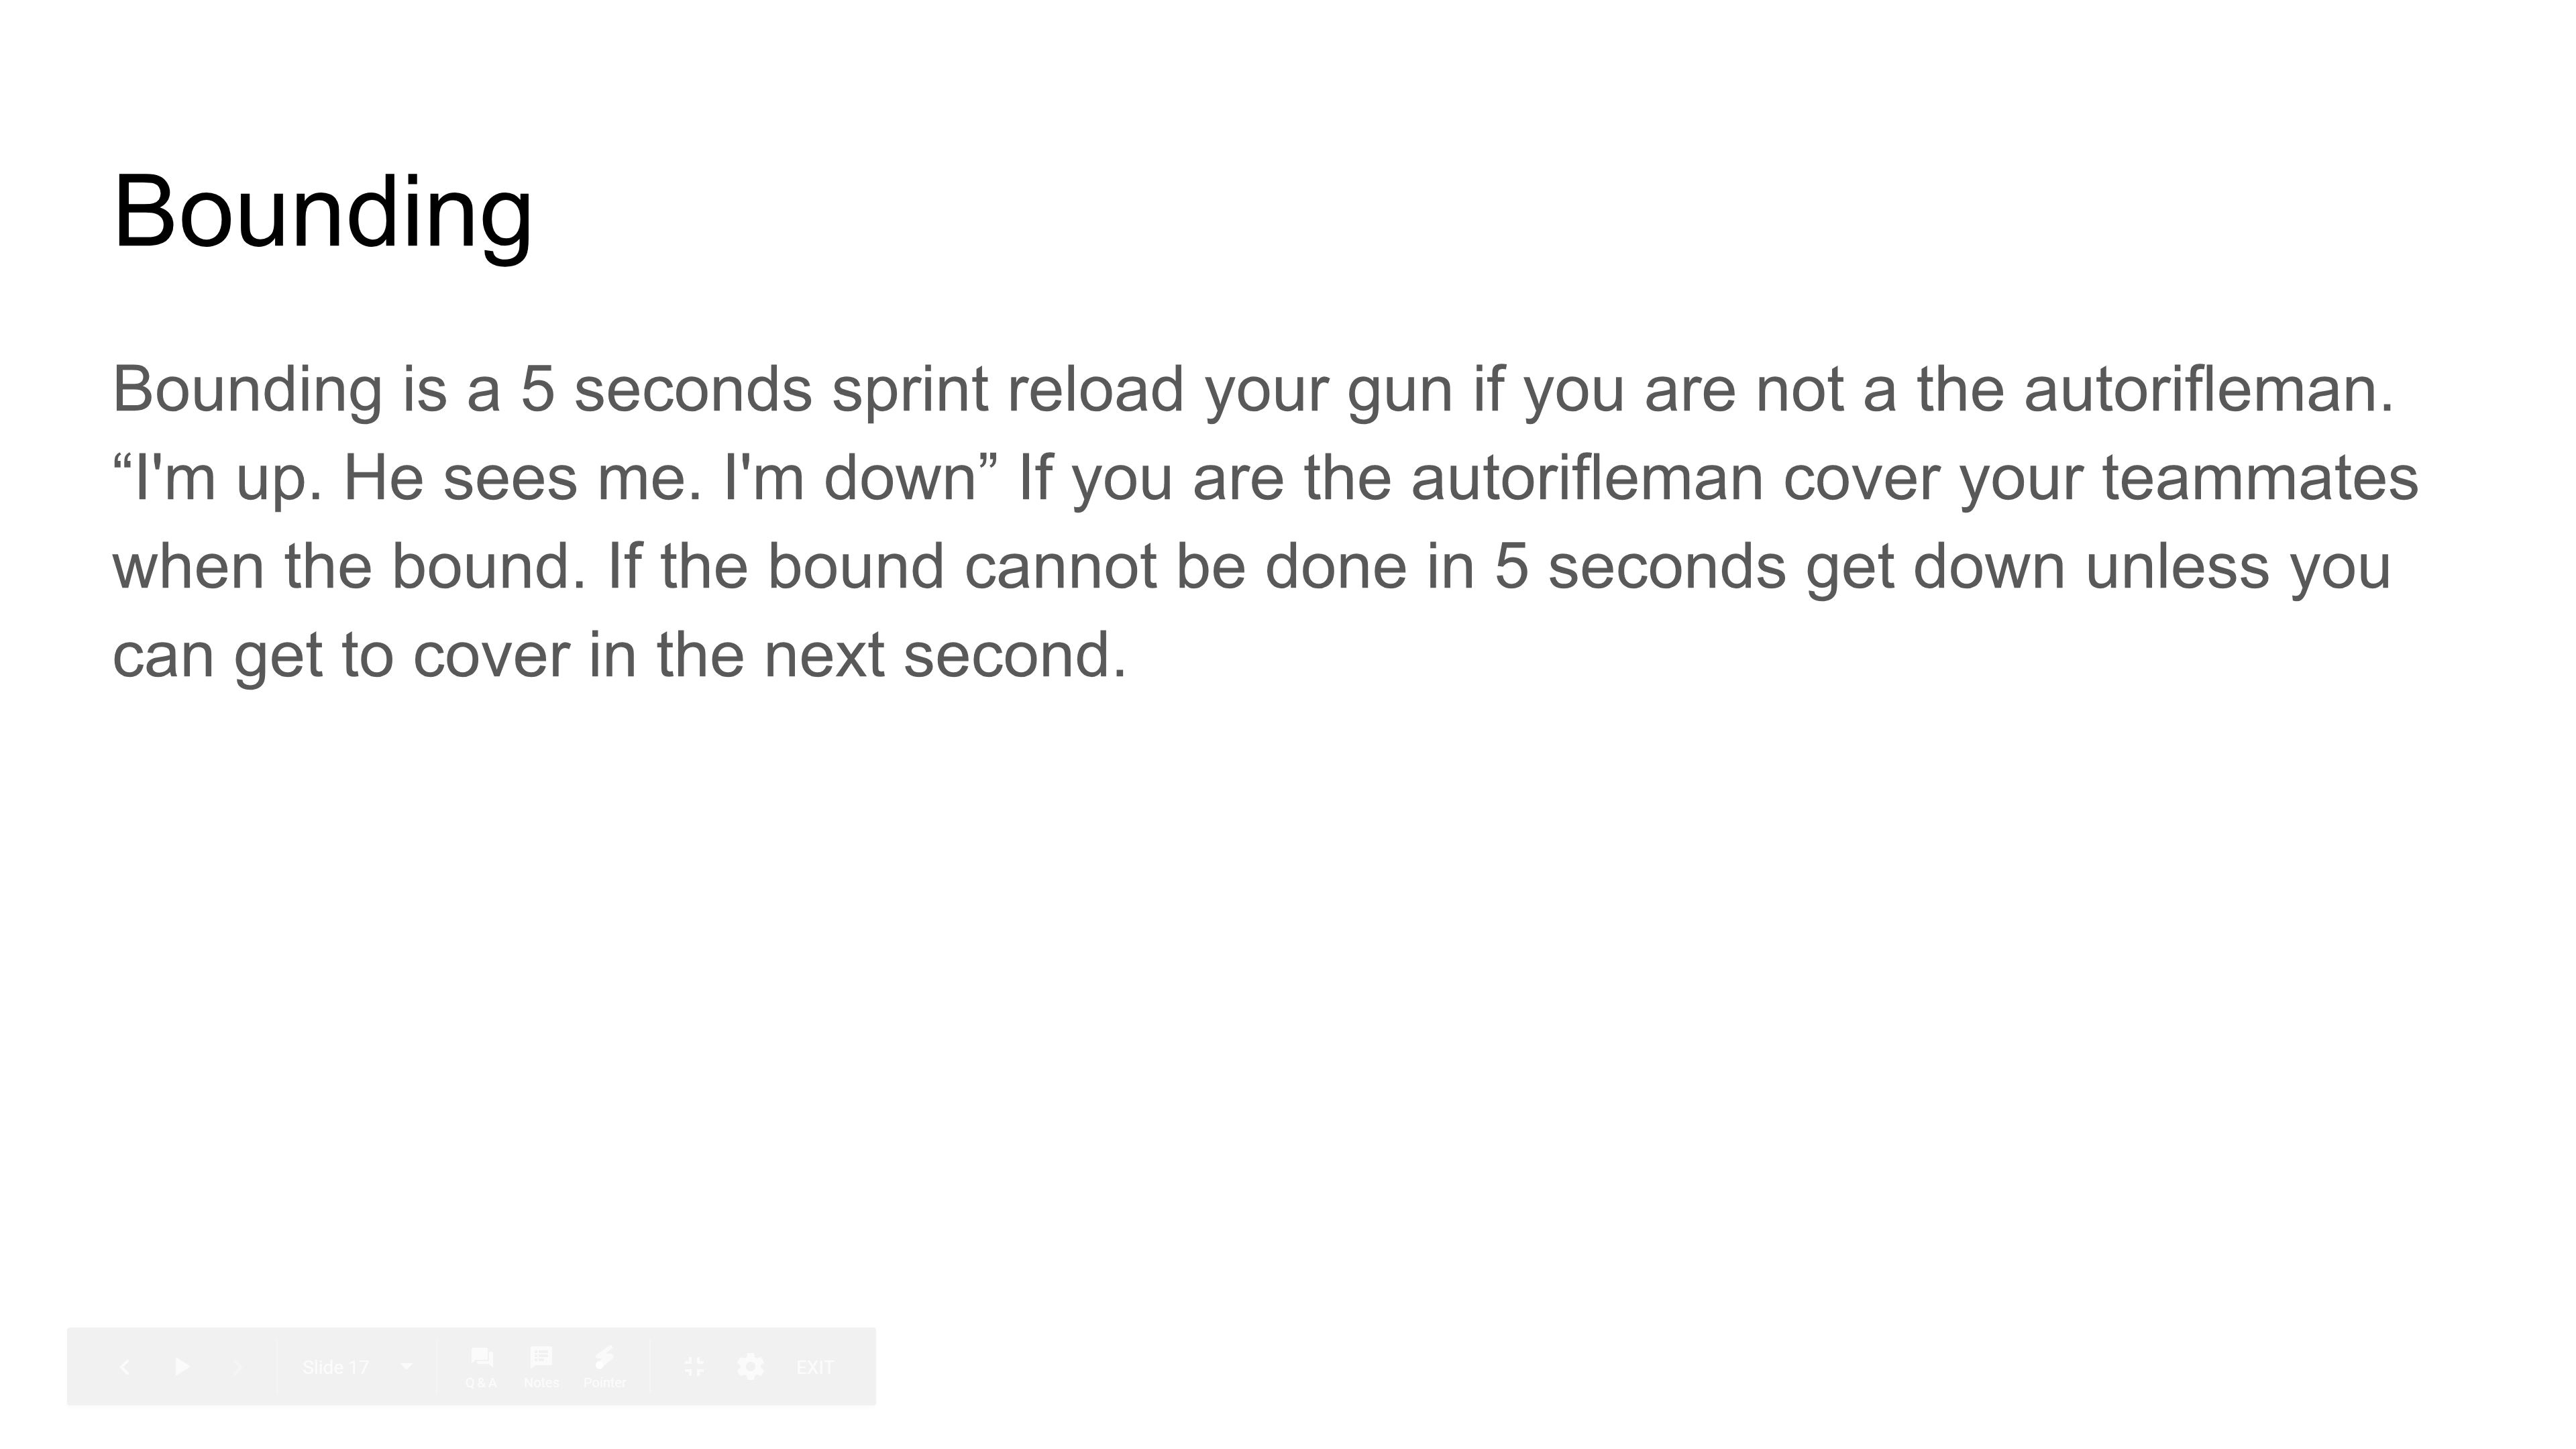 Bounding
Bounding is a 5 seconds sprint reload your gun if you are not a the autorifleman.
“I'm up. He sees me. I'm down” If you are the autorifleman cover your teammates
when the bound. If the bound cannot be done in 5 seconds get down unless you
can get to cover in the next second.
Slide 17
Q & A Notes Pointer
EXIT